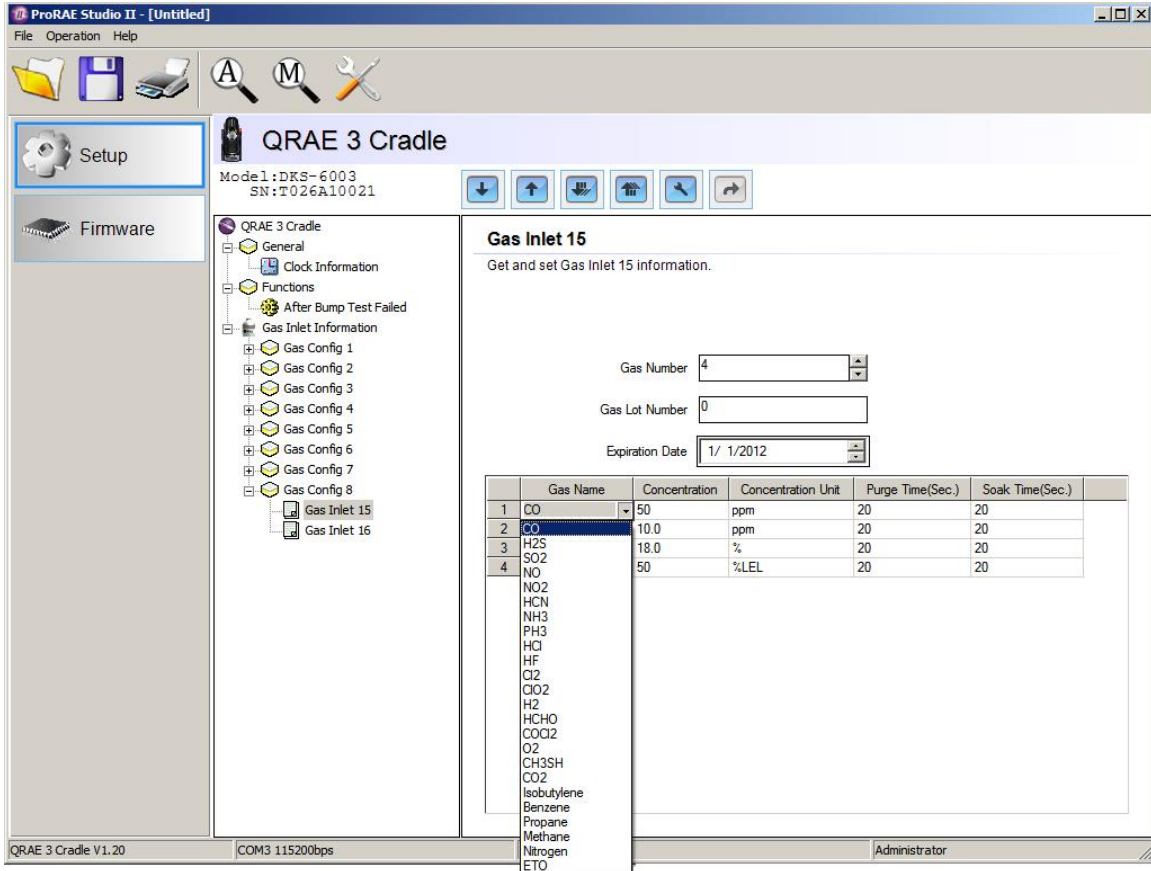 ProRAE Studio II - [Untitled]
File Operation Help
A M
Setup
Firmware
QRAE 3 Cradle
Model:DKS-6003
SN:T026A10021
QRAE 3 Cradle
General
Clock Information
Functions
After Bump Test Failed
Gas Inlet Information
Gas Config 1
Gas Config 2
Gas Config 3
Gas Config 4
Gas Config 5
Gas Config 6
Gas Config 7
Gas Config 8
Gas Inlet 15
Gas Inlet 16
Gas Inlet 15
Get and set Gas Inlet 15 information.
Gas Number 4
Gas Lot Number 0
Expiration Date 1/ 1/2012
Gas Name Concentration Concentration Unit Purge Time(Sec.) Soak Time(Sec.)
1 CO 50 ppm 20 20
2 10.0 ppm 20 20
3 18.0 % 20 20
4 50 %LEL 20 20
CO
H2S
SO2
NO
NO2
HCN
NH3
PH3
HCl
HF
Cl2
ClO2
H2
HCHO
COCl2
O2
CH3SH
CO2
Isobutylene
Benzene
Propane
Methane
Nitrogen
ETO
QRAE 3 Cradle V1.20 COM3 115200bps Administrator